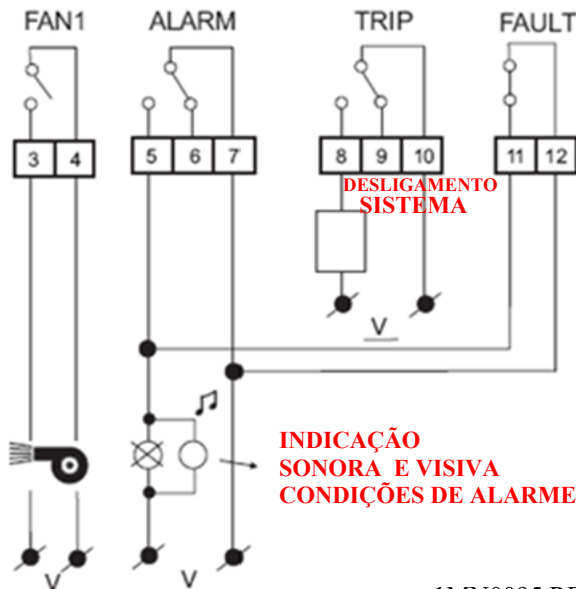 FAN1 ALARM TRIP FAULT
3 4 5 6 7 8 9 10 11 12
DESLIGAMENTO
SISTEMA
V
INDICAÇÃO
SONORA E VISIVA
CONDIÇÕES DE ALARME
V V